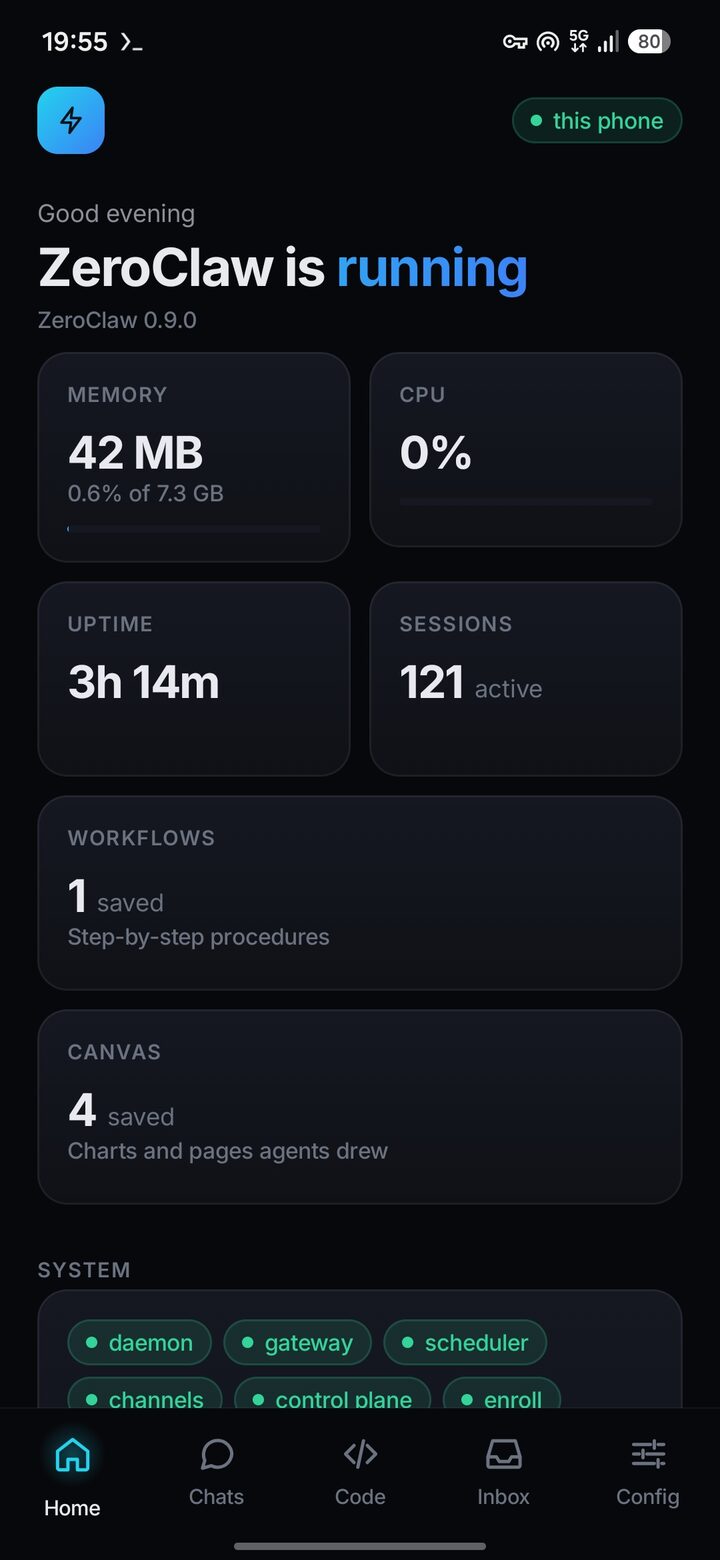 19:55
5G
80
this phone
Good evening
ZeroClaw is running
ZeroClaw 0.9.0
MEMORY
42 MB
0.6% of 7.3 GB
CPU
0%
UPTIME
3h 14m
SESSIONS
121 active
WORKFLOWS
1 saved
Step-by-step procedures
CANVAS
4 saved
Charts and pages agents drew
SYSTEM
daemon gateway scheduler
channels control plane enroll
Home Chats Code Inbox Config